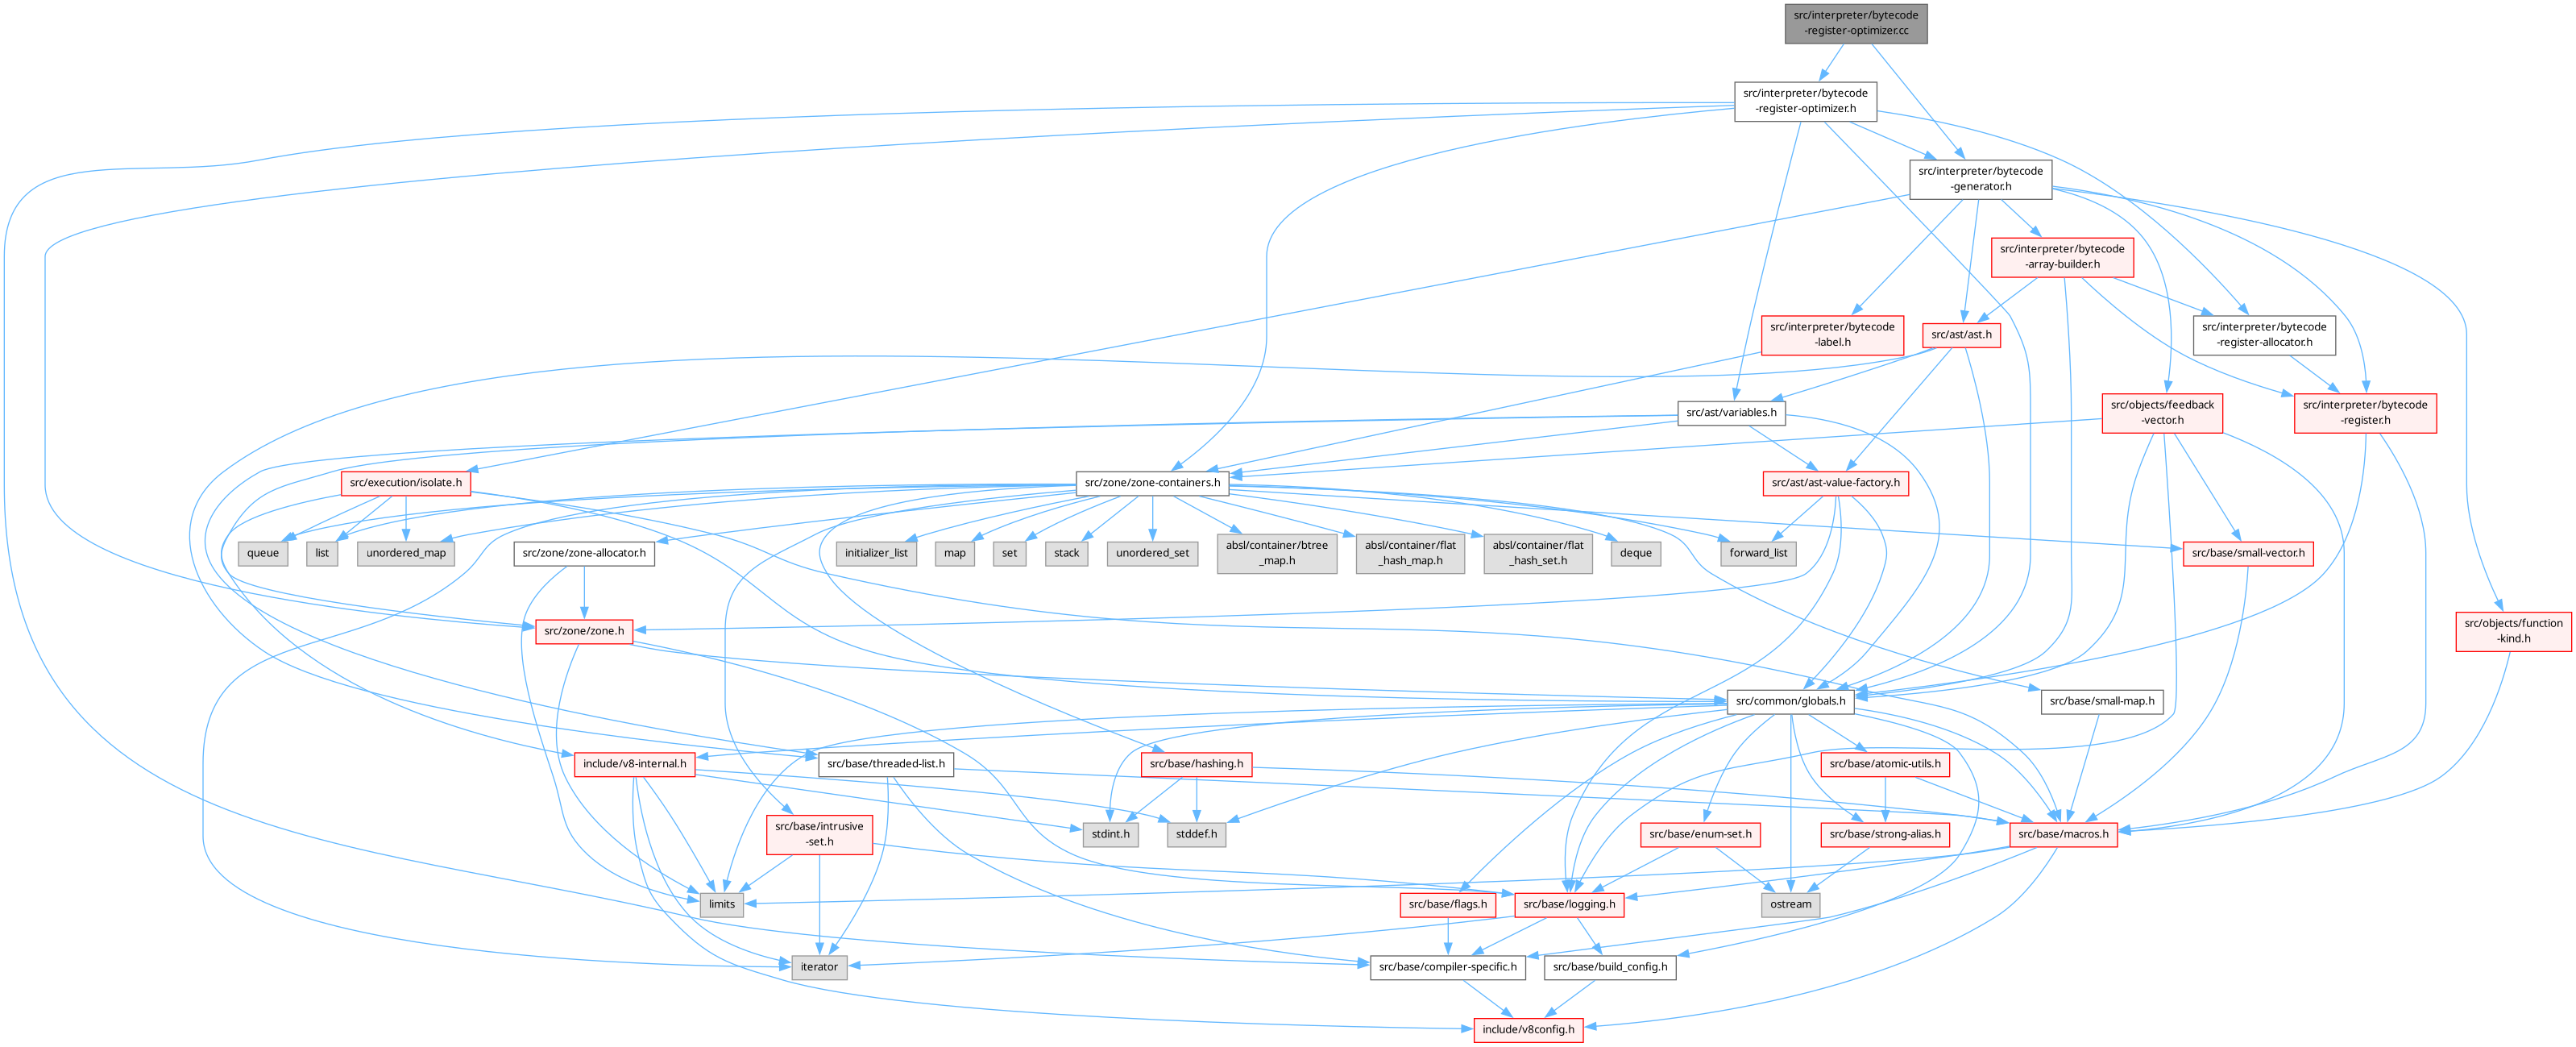 src/interpreter/bytecode
-register-optimizer.cc
src/interpreter/bytecode
-register-optimizer.h
src/interpreter/bytecode
-generator.h
src/interpreter/bytecode
-array-builder.h
src/interpreter/bytecode
-label.h
src/ast/ast.h
src/interpreter/bytecode
-register-allocator.h
src/ast/variables.h
src/objects/feedback
-vector.h
src/interpreter/bytecode
-register.h
src/execution/isolate.h
src/zone/zone-containers.h
src/ast/ast-value-factory.h
queue
list
unordered_map
src/zone/zone-allocator.h
initializer_list
map
set
stack
unordered_set
absl/container/btree
_map.h
absl/container/flat
_hash_map.h
absl/container/flat
_hash_set.h
deque
forward_list
src/base/small-vector.h
src/zone/zone.h
src/objects/function
-kind.h
src/common/globals.h
src/base/small-map.h
include/v8-internal.h
src/base/threaded-list.h
src/base/hashing.h
src/base/atomic-utils.h
src/base/intrusive
-set.h
stdint.h
stddef.h
src/base/enum-set.h
src/base/strong-alias.h
src/base/macros.h
limits
src/base/flags.h
src/base/logging.h
ostream
iterator
src/base/compiler-specific.h
src/base/build_config.h
include/v8config.h